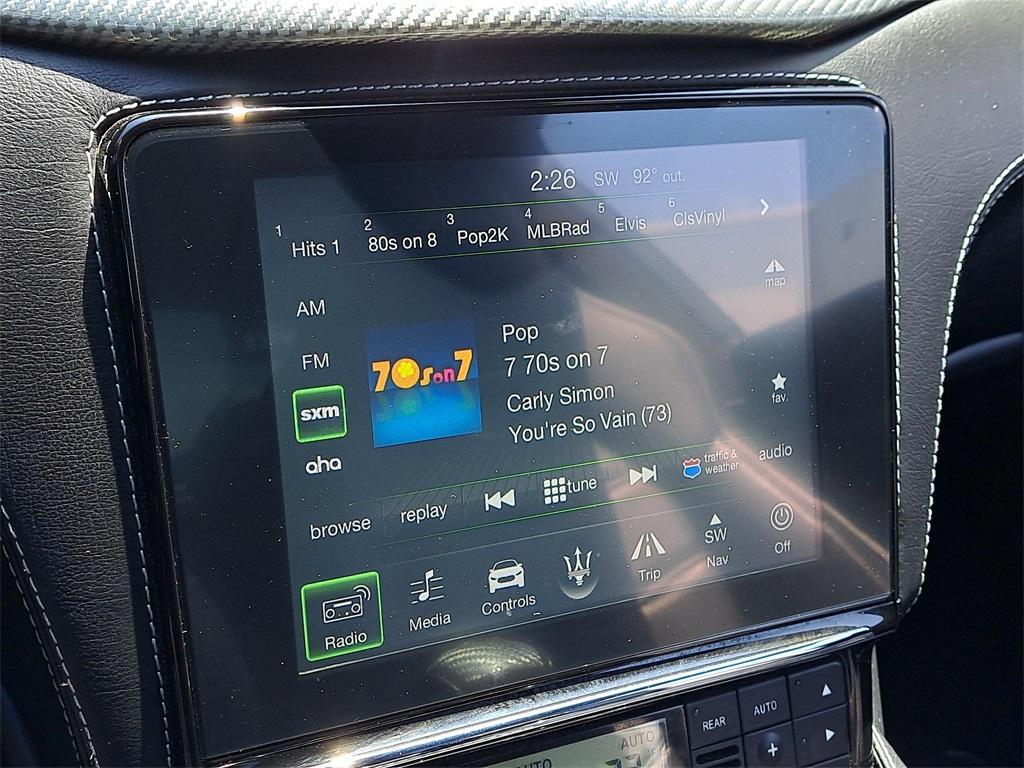 2:26 SW 92° out.
1 Hits 1 2 80s on 8 3 Pop2K 4 MLBRad 5 Elvis 6 ClsVinyl
map
AM
FM
sxm
aha
70s on 7
Pop
7 70s on 7
Carly Simon
You're So Vain (73)
fav.
browse replay tune traffic & weather audio
Radio Media Controls Trip SW Nav Off
REAR AUTO
AUTO
AUTO